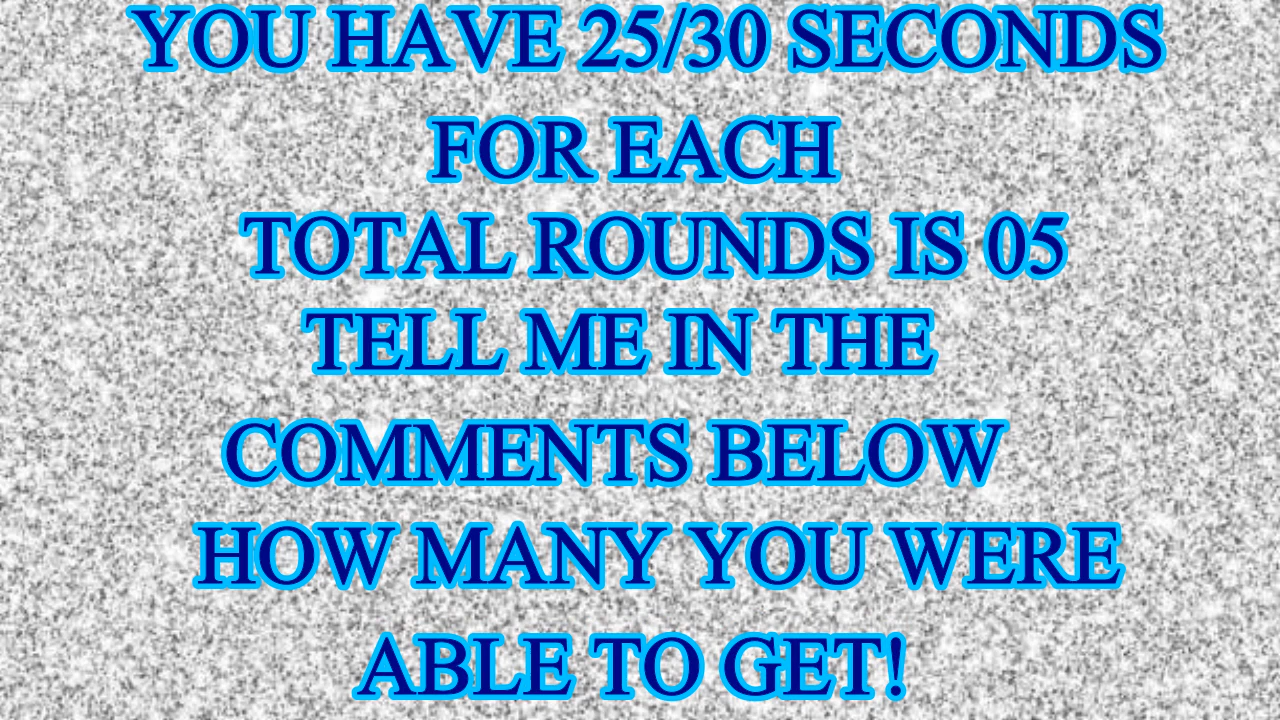 YOU HAVE 25/30 SECONDS
FOR EACH
TOTAL ROUNDS IS 05
TELL ME IN THE
COMMENTS BELOW
HOW MANY YOU WERE
ABLE TO GET!